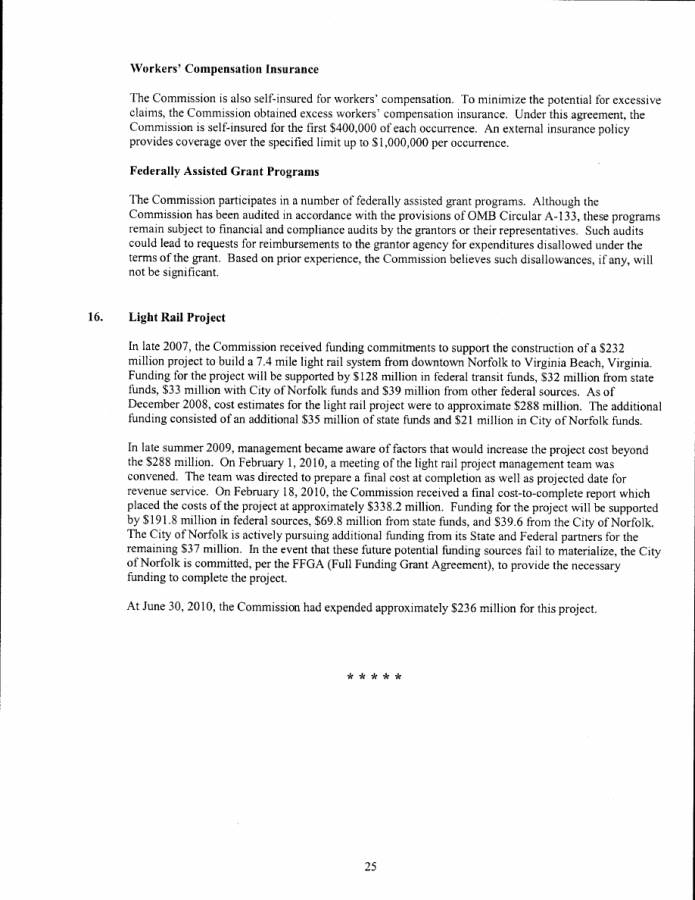 Workers' Compensation Insurance
The Commission is also self-insured for workers' compensation. To minimize the potential for excessive
claims, the Commission obtained excess workers' compensation insurance. Under this agreement, the
Commission is self-insured for the first $400,000 of each occurrence. An external insurance policy
provides coverage over the specified limit up to $1,000,000 per occurrence.
Federally Assisted Grant Programs
The Commission participates in a number of federally assisted grant programs. Although the
Commission has been audited in accordance with the provisions of OMB Circular A-133, these programs
remain subject to financial and compliance audits by the grantors or their representatives. Such audits
could lead to requests for reimbursements to the grantor agency for expenditures disallowed under the
terms of the grant. Based on prior experience, the Commission believes such disallowances, if any, will
not be significant.
16. Light Rail Project
In late 2007, the Commission received funding commitments to support the construction of a $232
million project to build a 7.4 mile light rail system from downtown Norfolk to Virginia Beach, Virginia.
Funding for the project will be supported by $128 million in federal transit funds, $32 million from state
funds, $33 million with City of Norfolk funds and $39 million from other federal sources. As of
December 2008, cost estimates for the light rail project were to approximate $288 million. The additional
funding consisted of an additional $35 million of state funds and $21 million in City of Norfolk funds.
In late summer 2009, management became aware of factors that would increase the project cost beyond
the $288 million. On February 1, 2010, a meeting of the light rail project management team was
convened. The team was directed to prepare a final cost at completion as well as projected date for
revenue service. On February 18, 2010, the Commission received a final cost-to-complete report which
placed the costs of the project at approximately $338.2 million. Funding for the project will be supported
by $191.8 million in federal sources, $69.8 million from state funds, and $39.6 from the City of Norfolk.
The City of Norfolk is actively pursuing additional funding from its State and Federal partners for the
remaining $37 million. In the event that these future potential funding sources fail to materialize, the City
of Norfolk is committed, per the FFGA (Full Funding Grant Agreement), to provide the necessary
funding to complete the project.
At June 30, 2010, the Commission had expended approximately $236 million for this project.
* * * * *
25